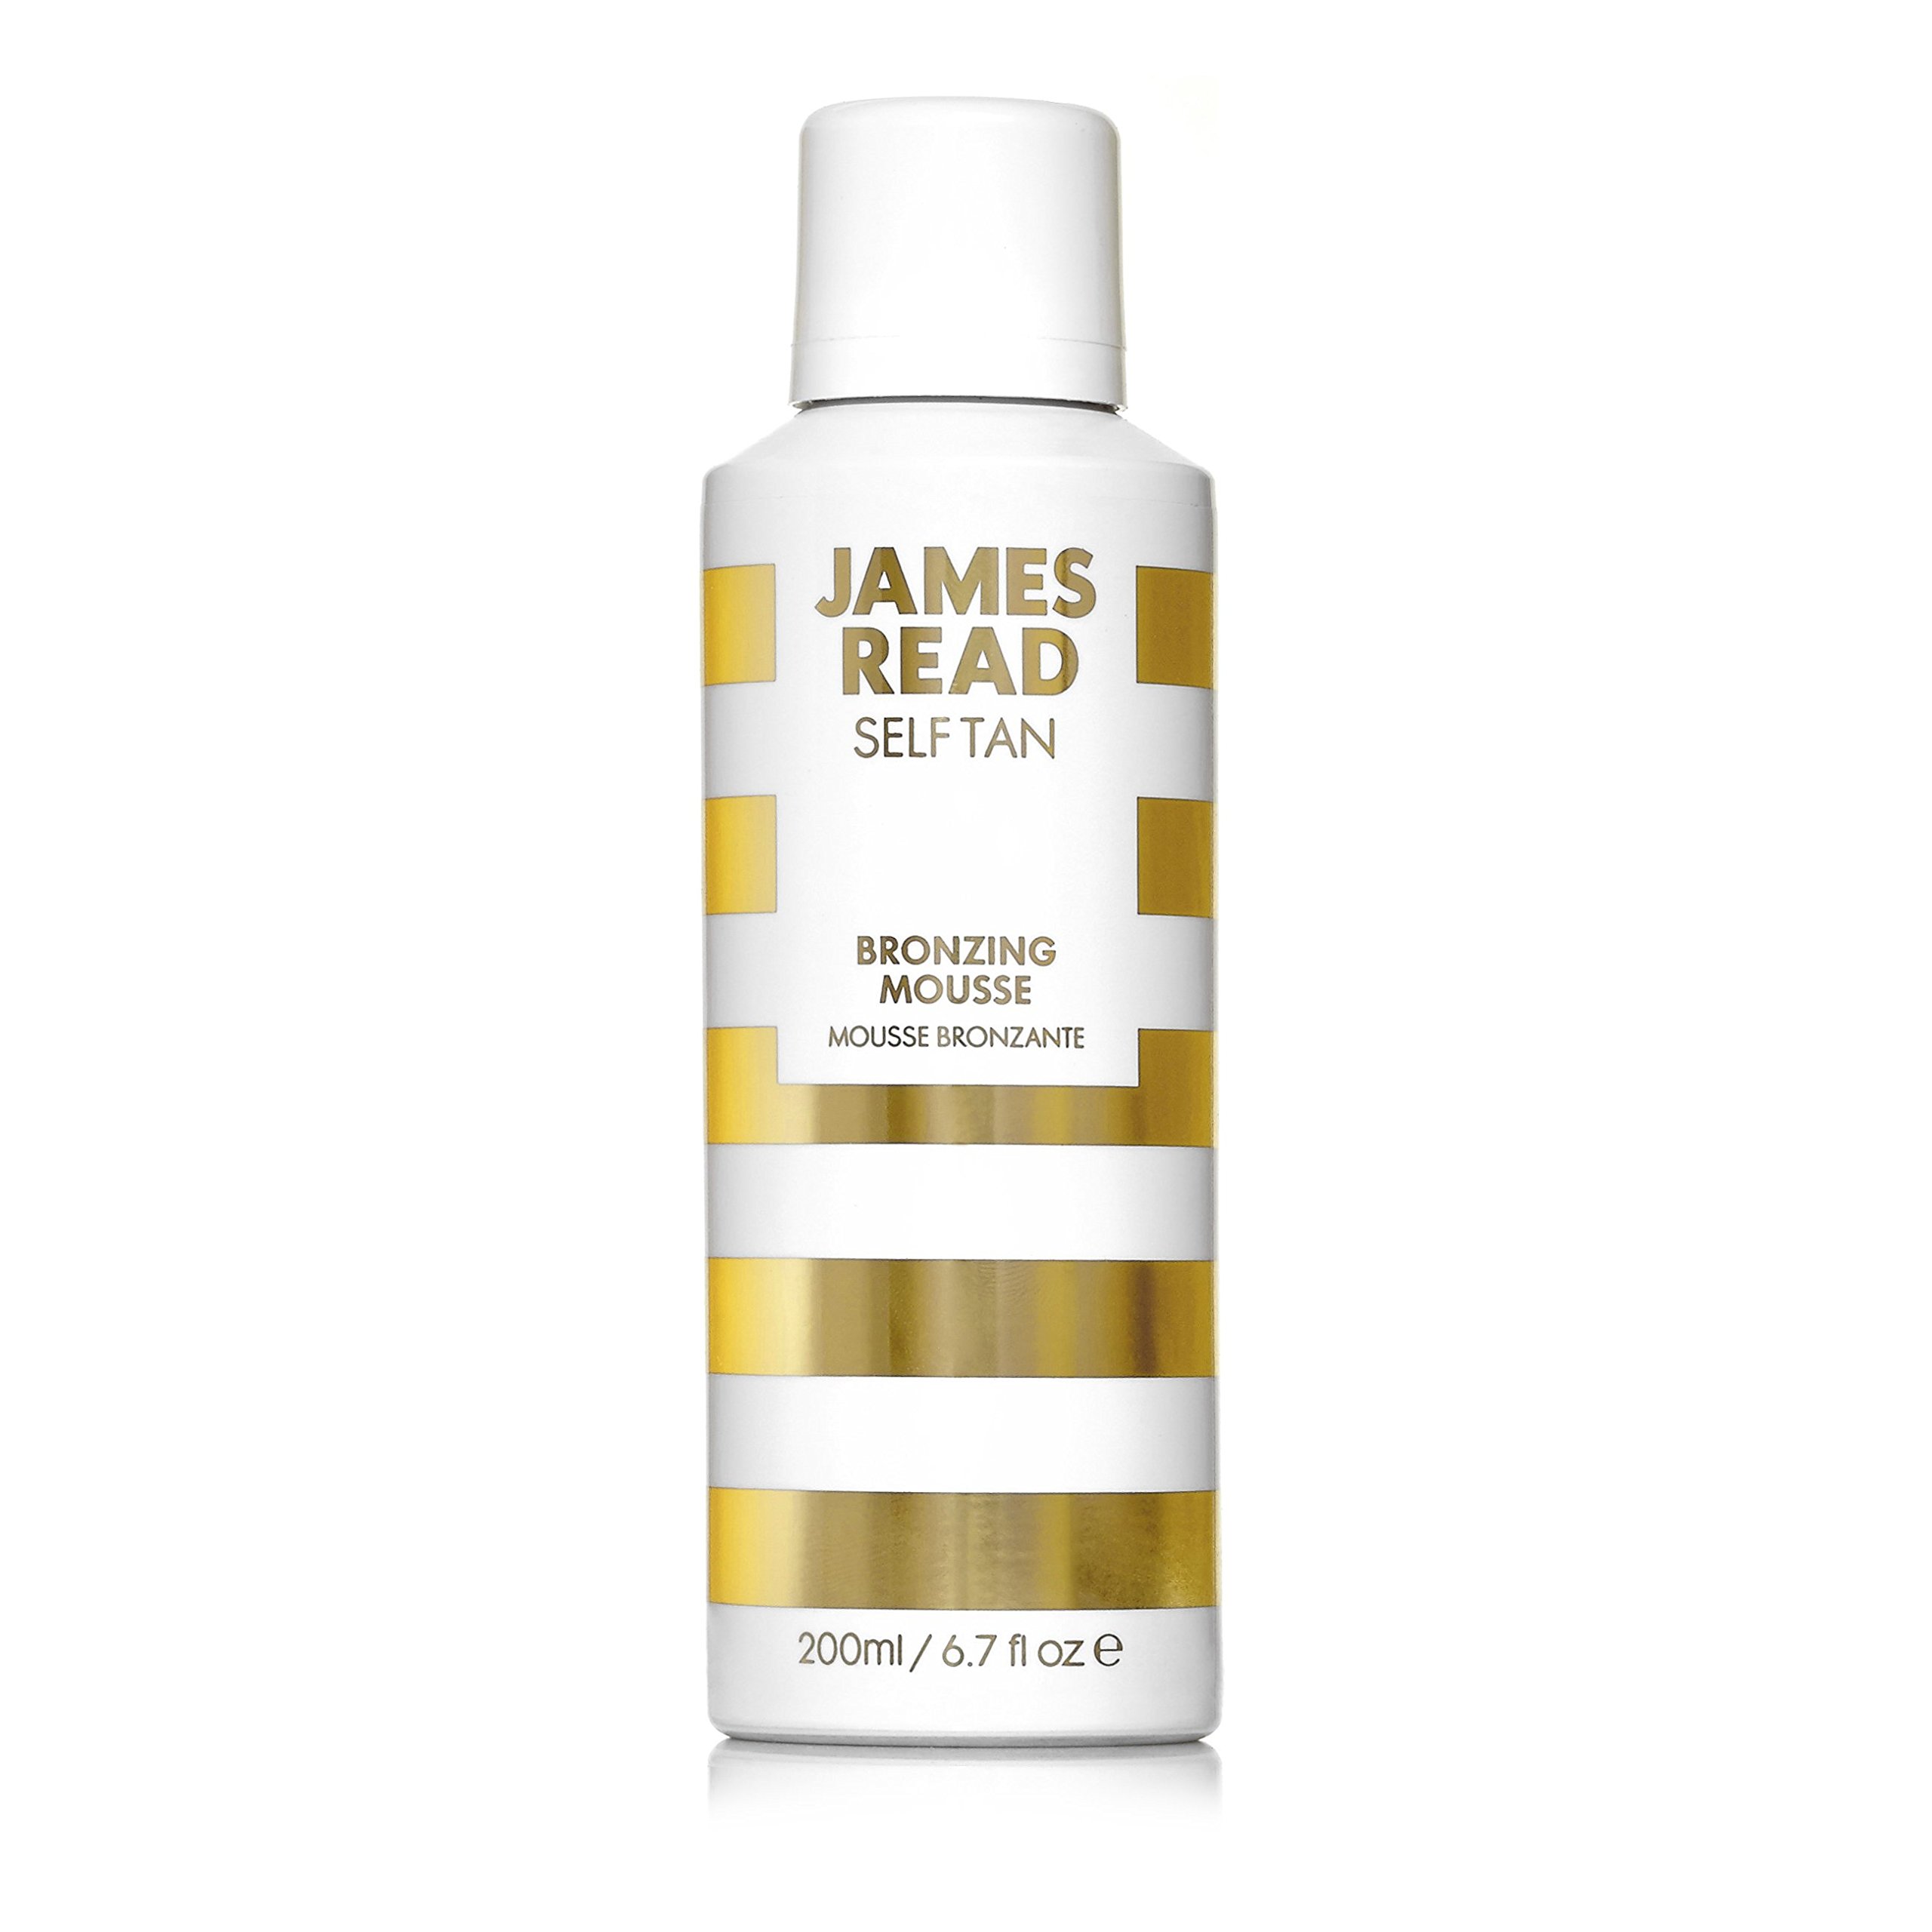 JAMES
READ
SELF TAN
BRONZING
MOUSSE
MOUSSE BRONZANTE
200ml / 6.7 fl oz ℮